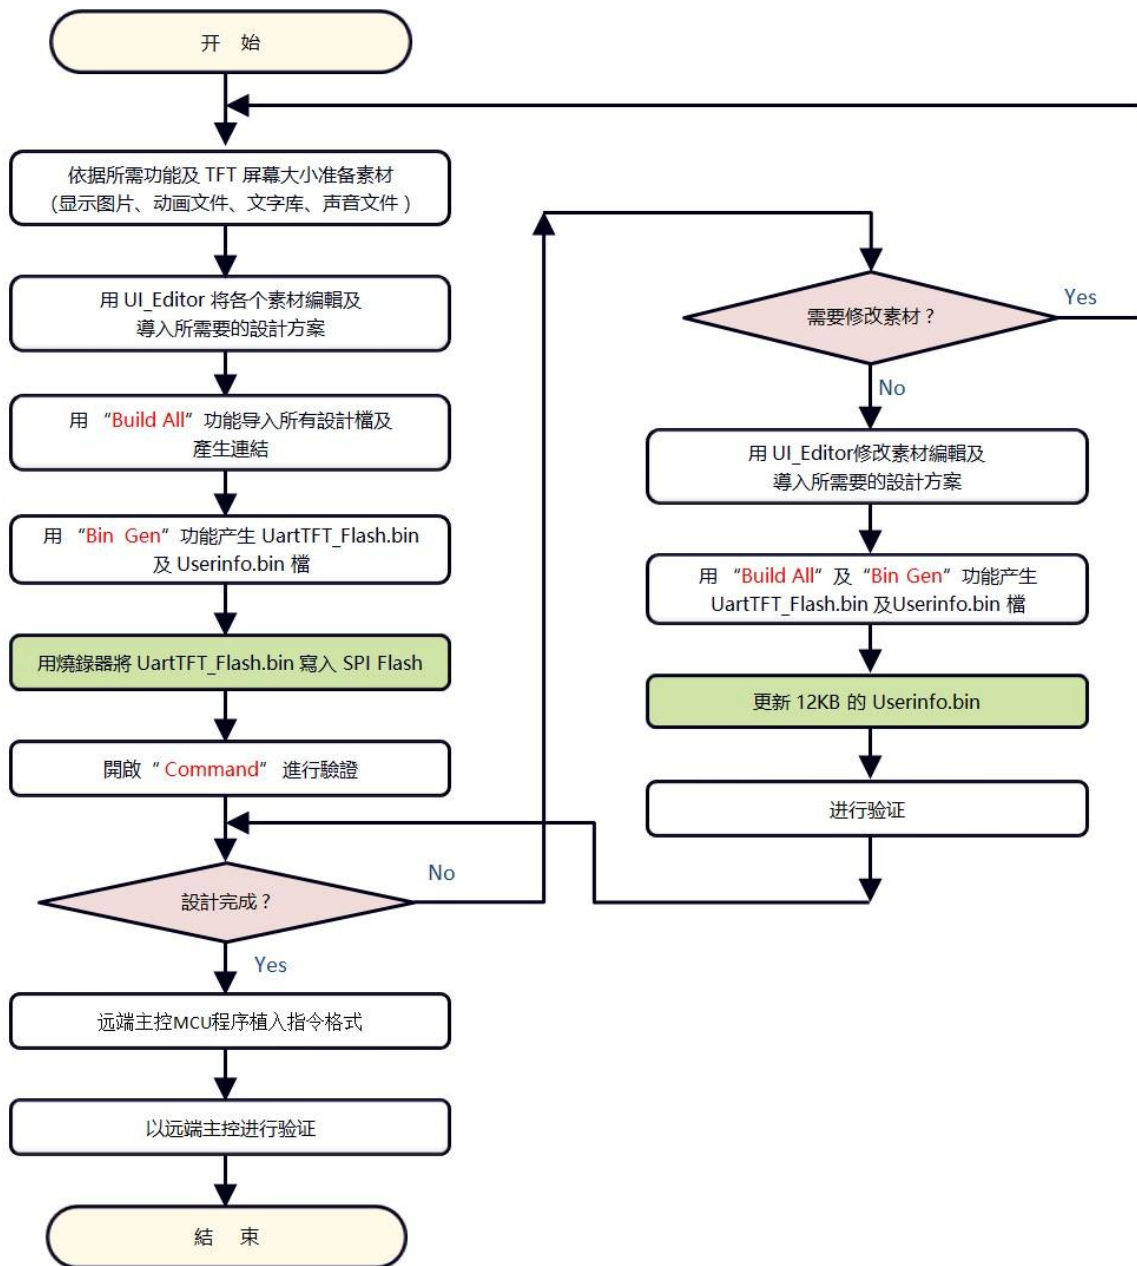 开 始
依据所需功能及 TFT 屏幕大小准备素材
(显示图片、动画文件、文字库、声音文件)
用 UI_Editor 将各个素材編輯及
導入所需要的設計方案
用 “Build All“ 功能导入所有設計檔及
產生連結
用 “Bin Gen“ 功能产生 UartTFT_Flash.bin
及 Userinfo.bin 檔
用燒錄器將 UartTFT_Flash.bin 寫入 SPI Flash
開啟“ Command“ 進行驗證
設計完成？
No
Yes
远端主控MCU程序植入指令格式
以远端主控进行验证
結 束
需要修改素材？
Yes
No
用 UI_Editor修改素材編輯及
導入所需要的設計方案
用 “Build All“ 及 “Bin Gen“ 功能产生
UartTFT_Flash.bin 及Userinfo.bin 檔
更新 12KB 的 Userinfo.bin
进行验证